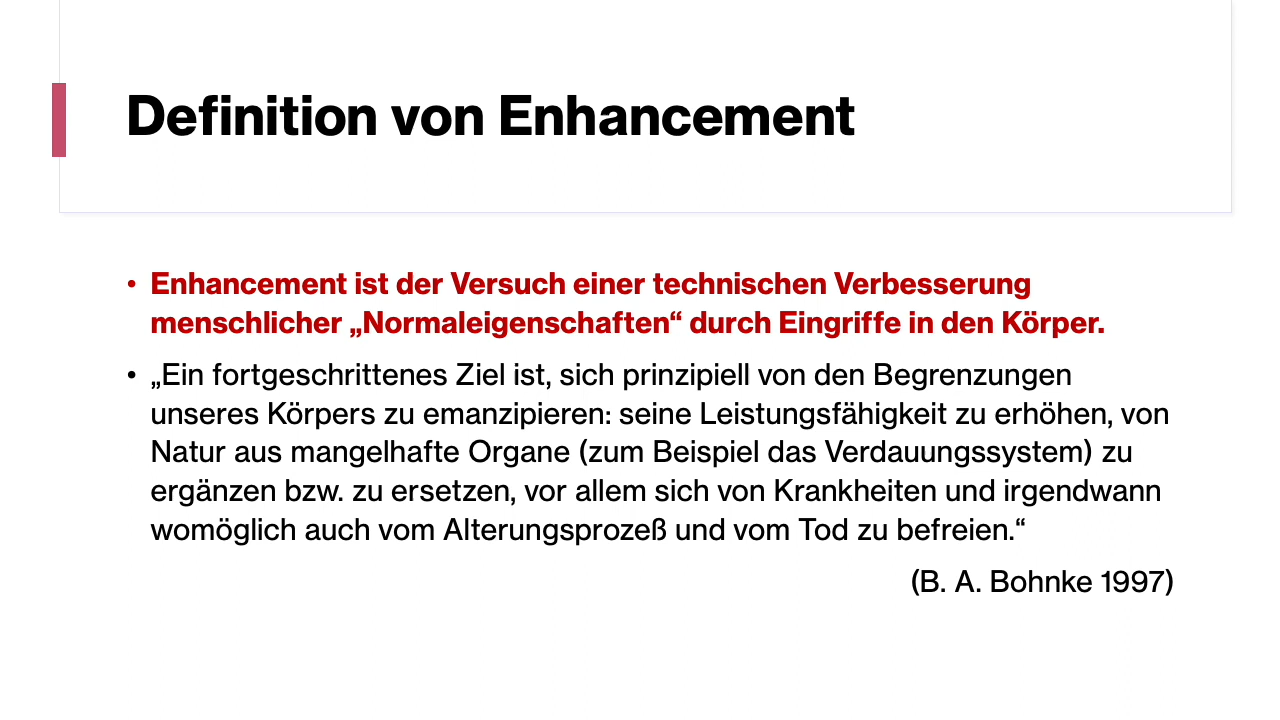 Definition von Enhancement
• Enhancement ist der Versuch einer technischen Verbesserung
menschlicher „Normaleigenschaften“ durch Eingriffe in den Körper.
• „Ein fortgeschrittenes Ziel ist, sich prinzipiell von den Begrenzungen
unseres Körpers zu emanzipieren: seine Leistungsfähigkeit zu erhöhen, von
Natur aus mangelhafte Organe (zum Beispiel das Verdauungssystem) zu
ergänzen bzw. zu ersetzen, vor allem sich von Krankheiten und irgendwann
womöglich auch vom Alterungsprozeß und vom Tod zu befreien.“
(B. A. Bohnke 1997)